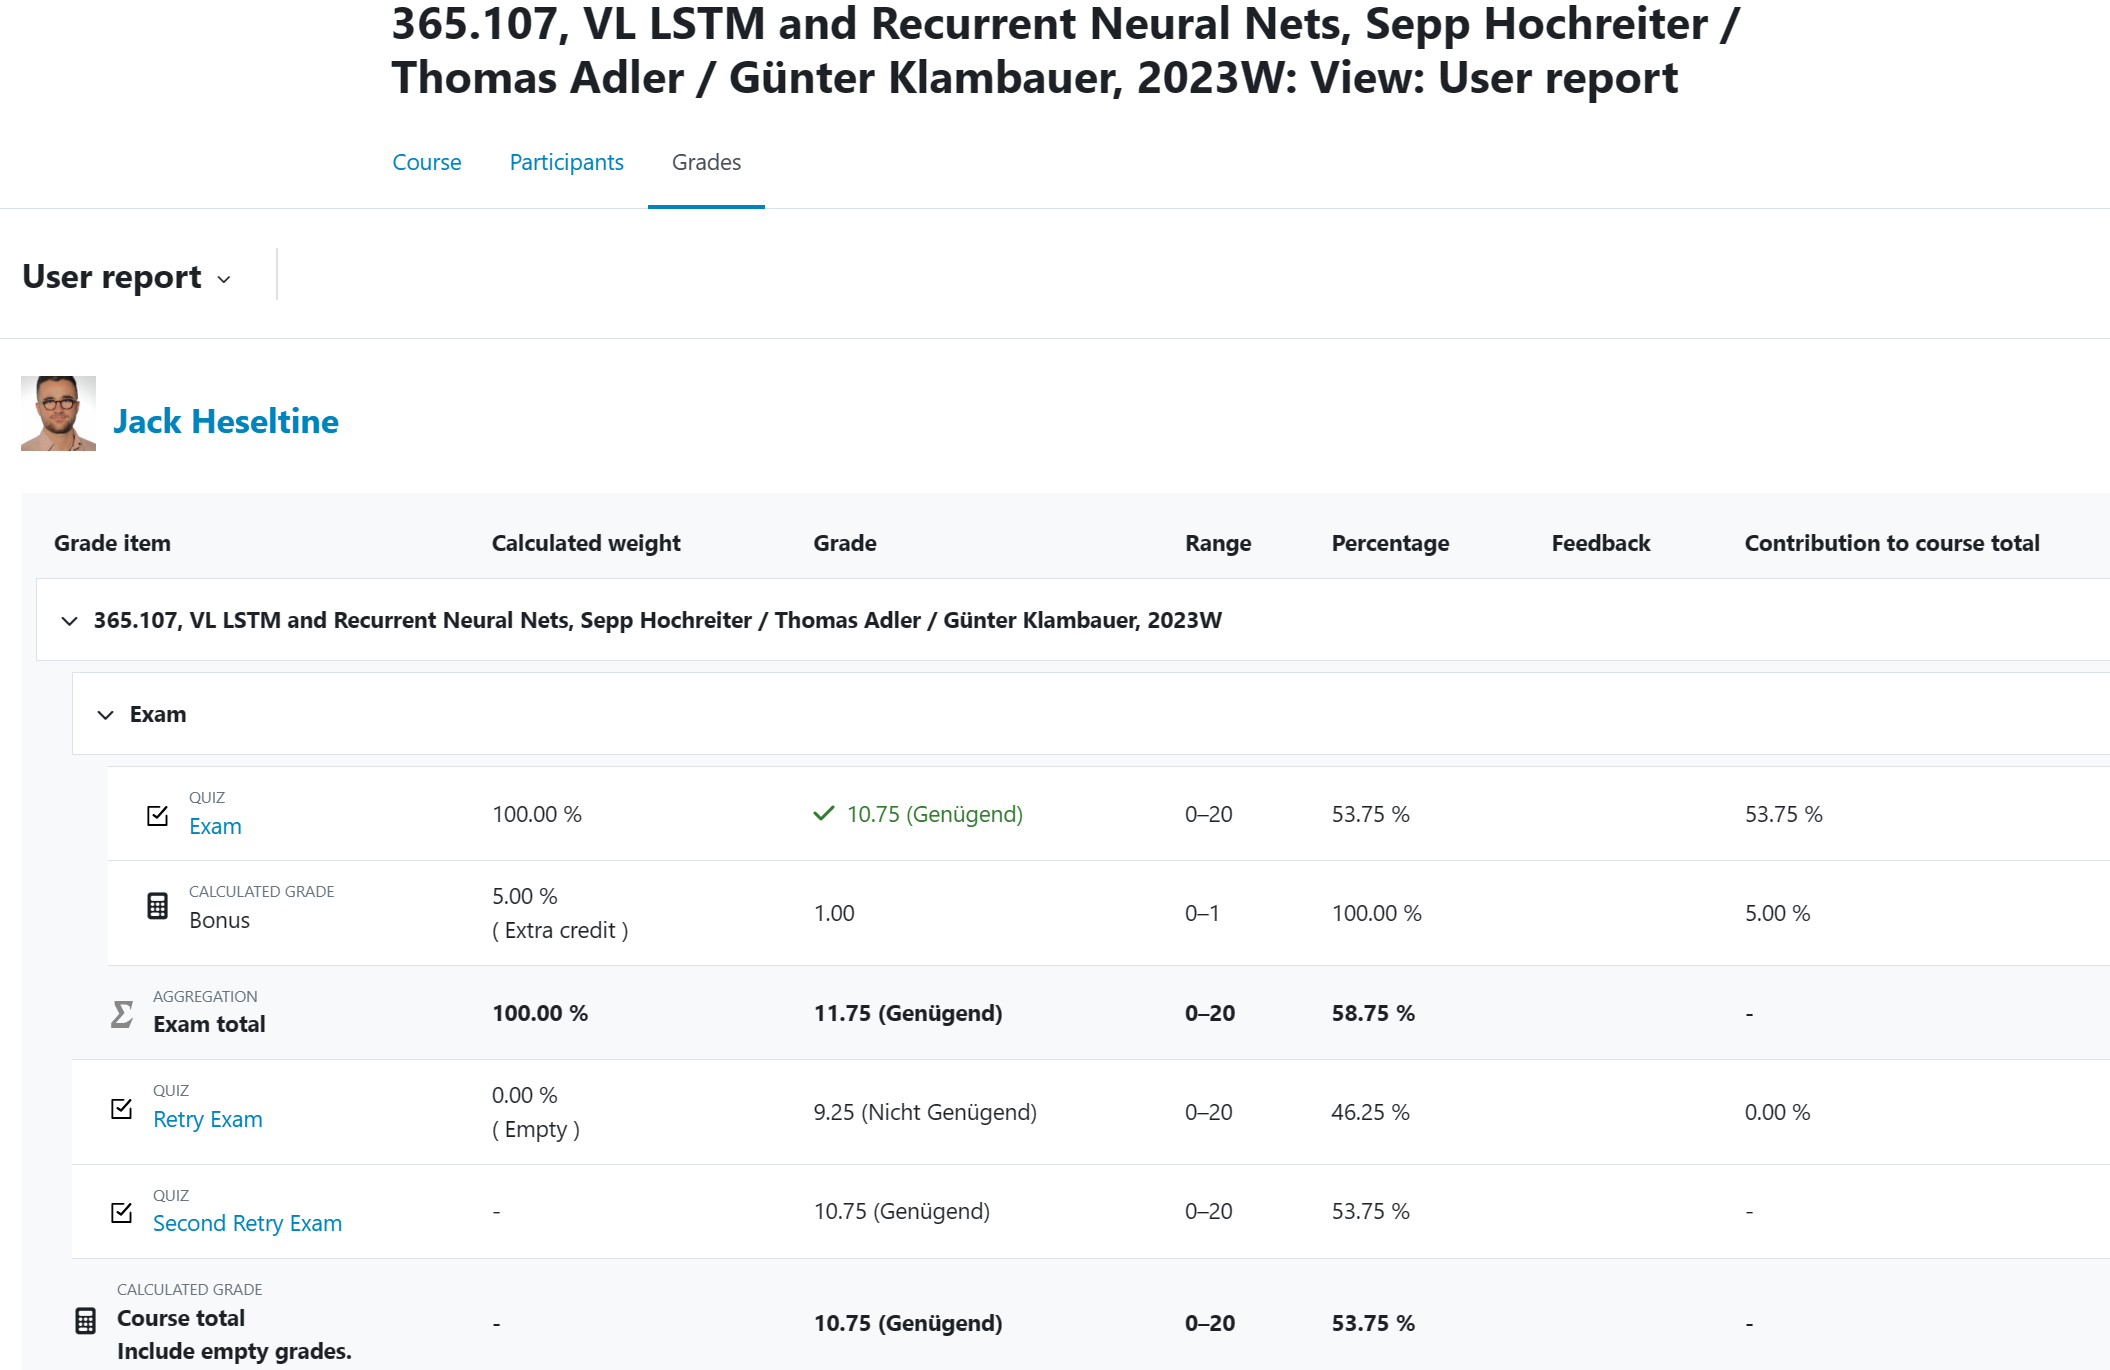 365.107, VL LSTM and Recurrent Neural Nets, Sepp Hochreiter /
Thomas Adler / Günter Klambauer, 2023W: View: User report
Course Participants Grades
User report
Jack Heseltine
Grade item Calculated weight Grade Range Percentage Feedback Contribution to course total
365.107, VL LSTM and Recurrent Neural Nets, Sepp Hochreiter / Thomas Adler / Günter Klambauer, 2023W
Exam
QUIZ
Exam 100.00 % 10.75 (Genügend) 0–20 53.75 % 53.75 %
CALCULATED GRADE
Bonus 5.00 %
( Extra credit ) 1.00 0–1 100.00 % 5.00 %
AGGREGATION
Exam total 100.00 % 11.75 (Genügend) 0–20 58.75 % -
QUIZ
Retry Exam 0.00 %
( Empty ) 9.25 (Nicht Genügend) 0–20 46.25 % 0.00 %
QUIZ
Second Retry Exam - 10.75 (Genügend) 0–20 53.75 % -
CALCULATED GRADE
Course total - 10.75 (Genügend) 0–20 53.75 % -
Include empty grades.